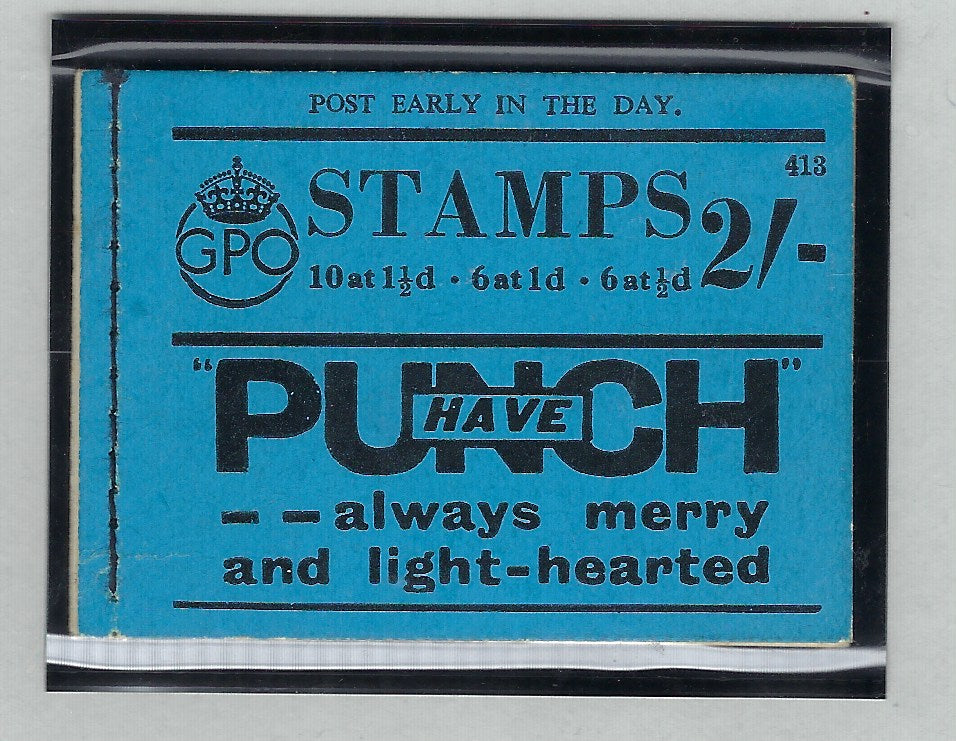 POST EARLY IN THE DAY.
413
GPO
STAMPS 2/-
10 at 1½d · 6 at 1d · 6 at ½d
"PUNCH"
HAVE
--always merry
and light-hearted